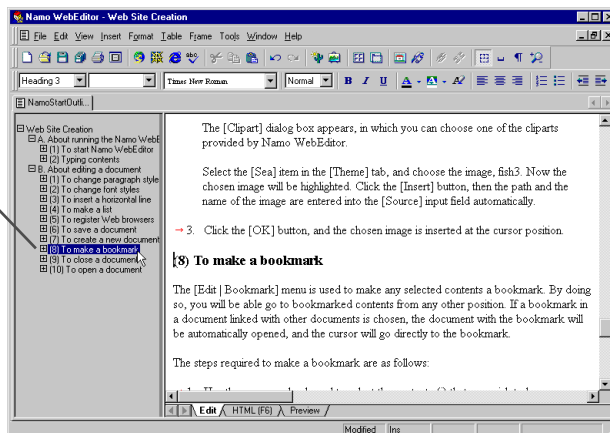 Namo WebEditor - Web Site Creation
File Edit View Insert Format Table Frame Tools Window Help
Heading 3 Times New Roman Normal B I U A A A
NamoStartOutli...
Web Site Creation
A. About running the Namo WebE
(1) To start Namo WebEditor
(2) Typing contents
B. About editing a document
(1) To change paragraph style
(2) To change font styles
(3) To insert a horizontal line
(4) To make a list
(5) To register Web browsers
(6) To save a document
(7) To create a new document
(8) To make a bookmark
(9) To close a document
(10) To open a document
The [Clipart] dialog box appears, in which you can choose one of the cliparts
provided by Namo WebEditor.
Select the [Sea] item in the [Theme] tab, and choose the image, fish3. Now the
chosen image will be highlighted. Click the [Insert] button, then the path and the
name of the image are entered into the [Source] input field automatically.
→ 3. Click the [OK] button, and the chosen image is inserted at the cursor position.
(8) To make a bookmark
The [Edit | Bookmark] menu is used to make any selected contents a bookmark. By doing
so, you will be able go to bookmarked contents from any other position. If a bookmark in
a document linked with other documents is chosen, the document with the bookmark will
be automatically opened, and the cursor will go directly to the bookmark.
The steps required to make a bookmark are as follows:
Edit HTML (F6) Preview
Modified Ins